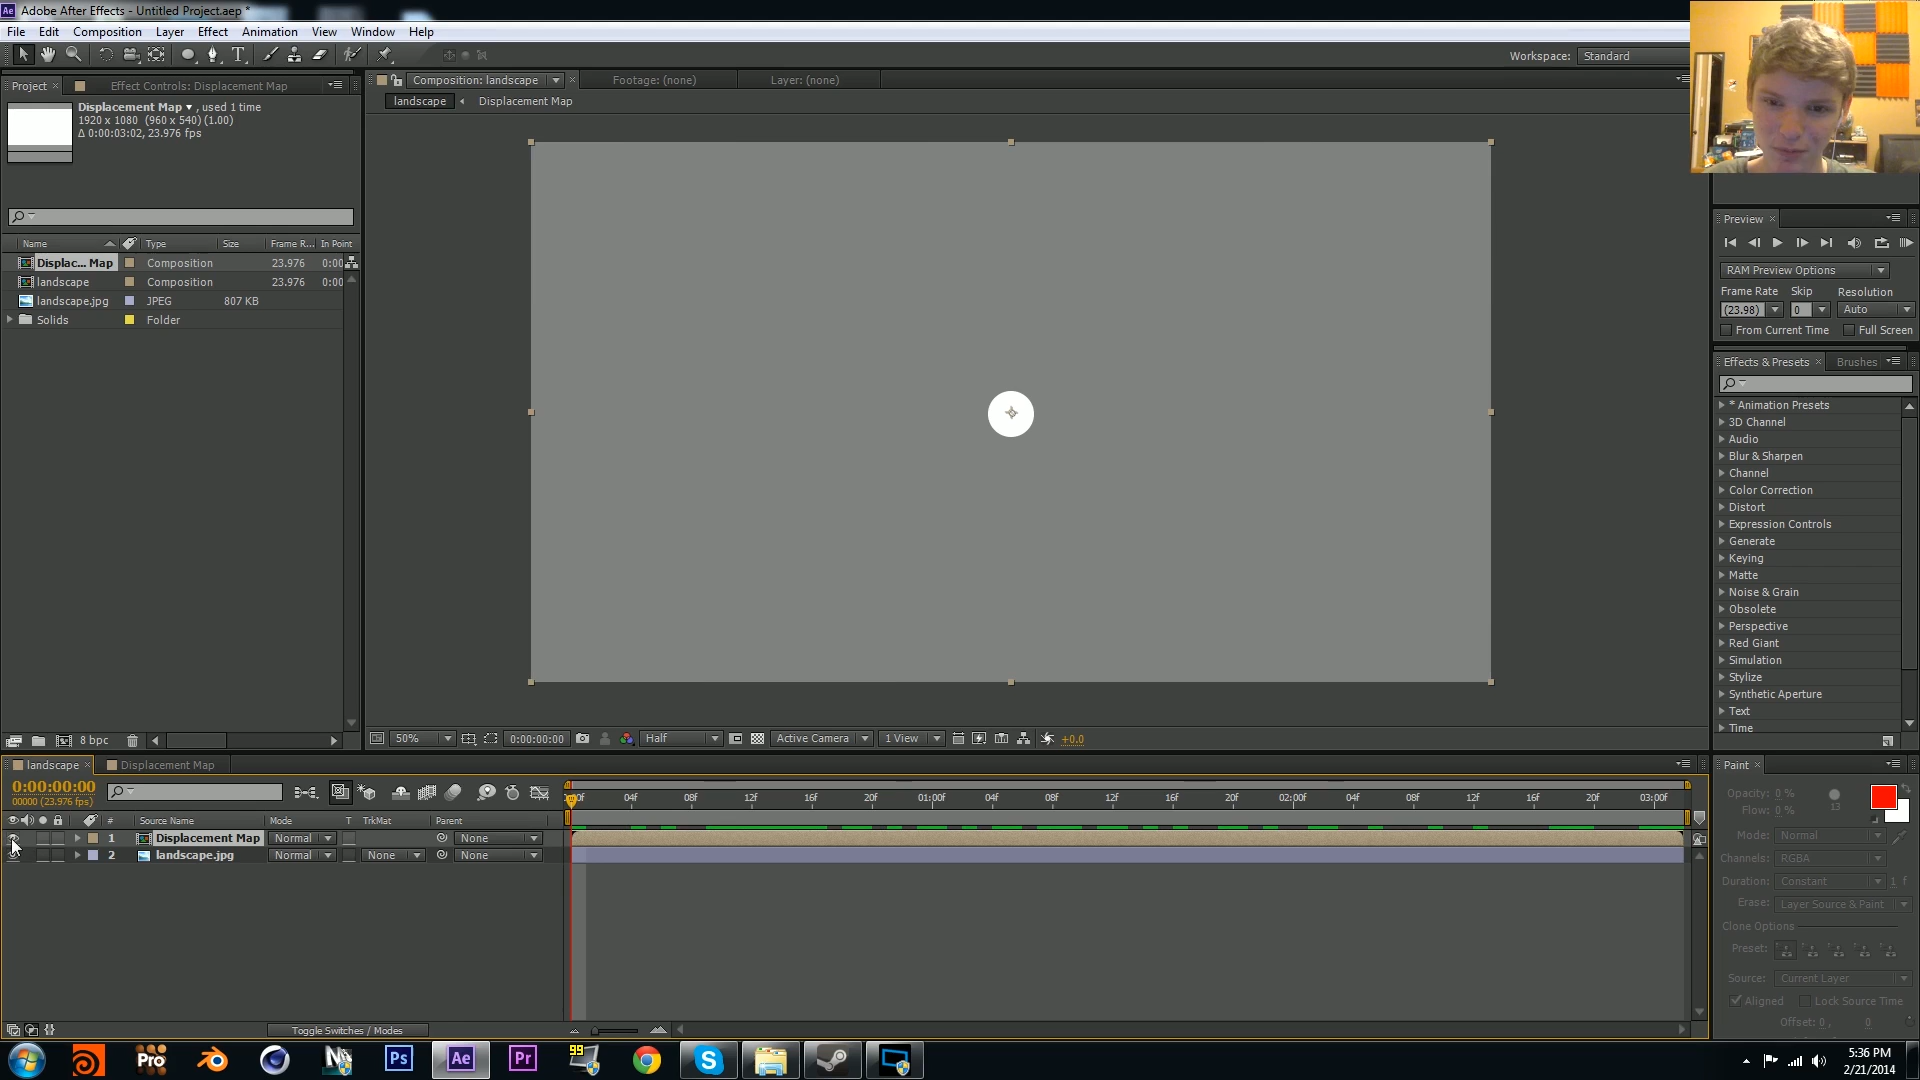 Adobe After Effects - Untitled Project.aep *
File Edit Composition Layer Effect Animation View Window Help
Workspace: Standard
Project Effect Controls: Displacement Map
Composition: landscape Footage: (none) Layer: (none)
landscape Displacement Map
Displacement Map , used 1 time
1920 x 1080 (960 x 540) (1.00)
Δ 0:00:03:02, 23.976 fps
Name Type Size Frame R... In Point
Displac... Map Composition 23.976 0:00
landscape Composition 23.976 0:00
landscape.jpg JPEG 807 KB
Solids Folder
8 bpc
50% 0:00:00:00 Half Active Camera 1 View +0.0
Preview
RAM Preview Options
Frame Rate Skip Resolution
(23.98) 0 Auto
From Current Time Full Screen
Effects & Presets Brushes
* Animation Presets
3D Channel
Audio
Blur & Sharpen
Channel
Color Correction
Distort
Expression Controls
Generate
Keying
Matte
Noise & Grain
Obsolete
Perspective
Red Giant
Simulation
Stylize
Synthetic Aperture
Text
Time
landscape Displacement Map
0:00:00:00
00000 (23.976 fps)
04f 08f 12f 16f 20f 01:00f 04f 08f 12f 16f 20f 02:00f 04f 08f 12f 16f 20f 03:00f
# Source Name Mode T TrkMat Parent
1 Displacement Map Normal None
2 landscape.jpg Normal None None
Toggle Switches / Modes
Paint
Opacity: 0 %
Flow: 0 %
13
Mode: Normal
Channels: RGBA
Duration: Constant 1 f
Erase: Layer Source & Paint
Clone Options
Preset:
Source: Current Layer
Aligned Lock Source Time
Offset: 0 , 0
Pro Ps Ae Pr 99
5:36 PM
2/21/2014